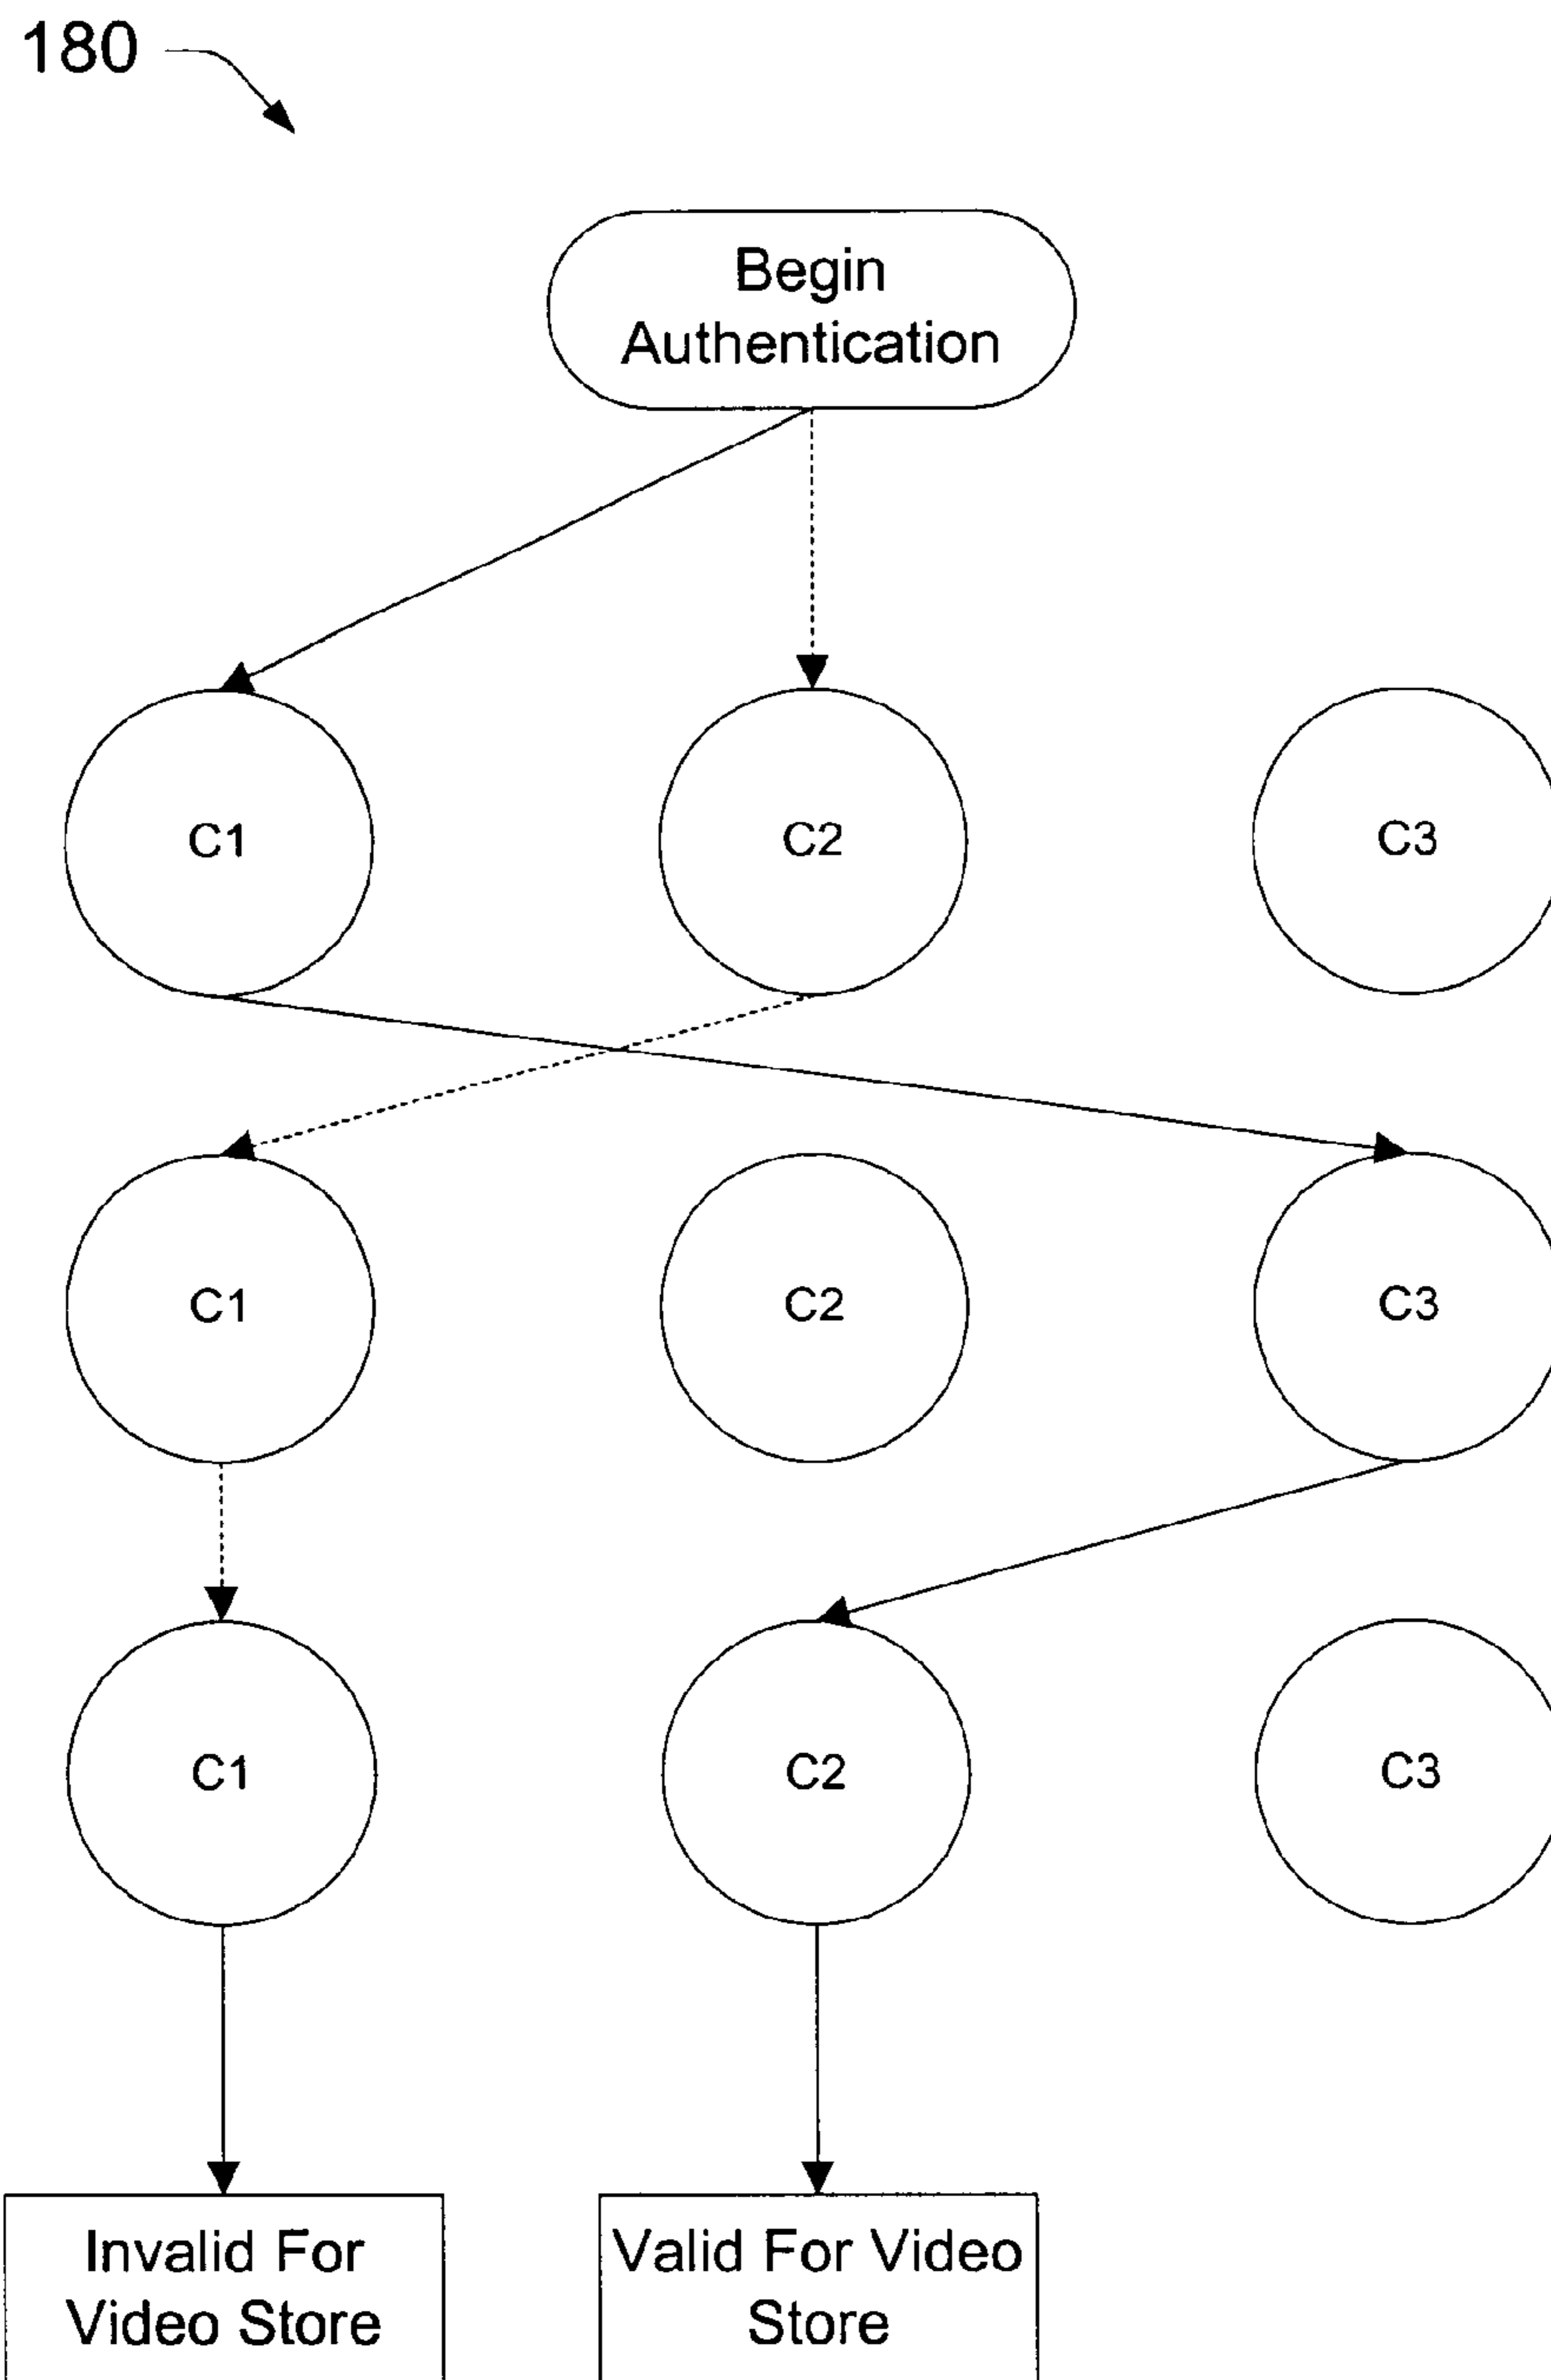 180
Begin
Authentication
C1
C2
C3
C1
C2
C3
C1
C2
C3
Invalid For
Video Store
Valid For Video
Store